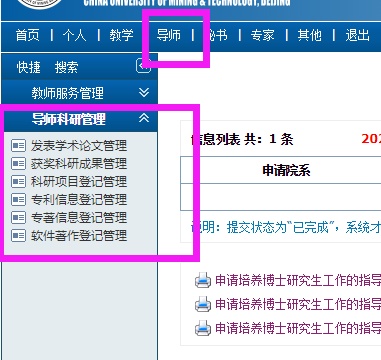 CHINA UNIVERSITY OF MINING & TECHNOLOGY, BEIJING
首页 | 个人 | 教学 | 导师 | 秘书 | 专家 | 其他 | 退出
快捷 搜索
教师服务管理
导师科研管理
发表学术论文管理
获奖科研成果管理
科研项目登记管理
专利信息登记管理
专著信息登记管理
软件著作登记管理
信息列表 共: 1 条 202
申请院系
说明: 提交状态为"已完成", 系统才
申请培养博士研究生工作的指导
申请培养博士研究生工作的指导
申请培养博士研究生工作的指导